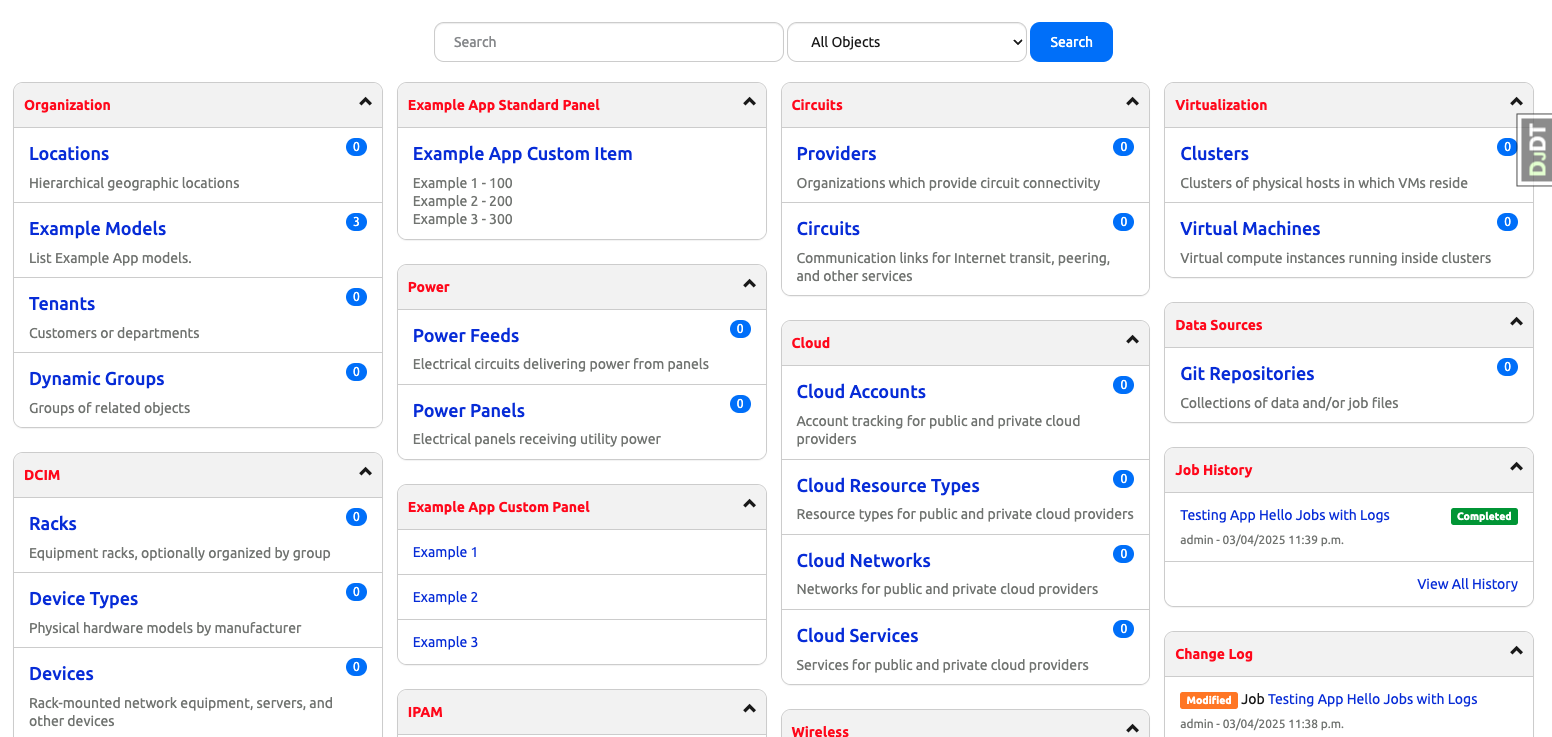 Search
All Objects
Search
Organization
Locations
0
Hierarchical geographic locations
Example Models
3
List Example App models.
Tenants
0
Customers or departments
Dynamic Groups
0
Groups of related objects
DCIM
Racks
0
Equipment racks, optionally organized by group
Device Types
0
Physical hardware models by manufacturer
Devices
0
Rack-mounted network equipment, servers, and
other devices
Example App Standard Panel
Example App Custom Item
Example 1 - 100
Example 2 - 200
Example 3 - 300
Power
Power Feeds
0
Electrical circuits delivering power from panels
Power Panels
0
Electrical panels receiving utility power
Example App Custom Panel
Example 1
Example 2
Example 3
IPAM
Circuits
Providers
0
Organizations which provide circuit connectivity
Circuits
0
Communication links for Internet transit, peering,
and other services
Cloud
Cloud Accounts
0
Account tracking for public and private cloud
providers
Cloud Resource Types
0
Resource types for public and private cloud providers
Cloud Networks
0
Networks for public and private cloud providers
Cloud Services
0
Services for public and private cloud providers
Wireless
Virtualization
Clusters
0
Clusters of physical hosts in which VMs reside
Virtual Machines
0
Virtual compute instances running inside clusters
Data Sources
Git Repositories
0
Collections of data and/or job files
Job History
Testing App Hello Jobs with Logs
Completed
admin - 03/04/2025 11:39 p.m.
View All History
Change Log
Modified Job Testing App Hello Jobs with Logs
admin - 03/04/2025 11:38 p.m.
DJDT